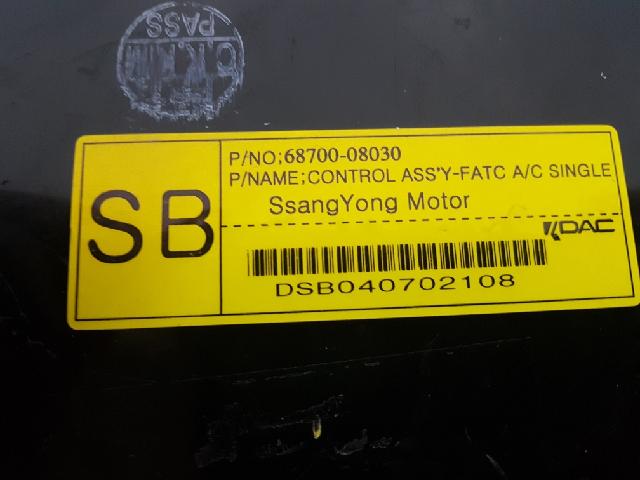 PASS
SB
P/NO;68700-08030
P/NAME;CONTROL ASS'Y-FATC A/C SINGLE
SsangYong Motor
DAC
DSB040702108